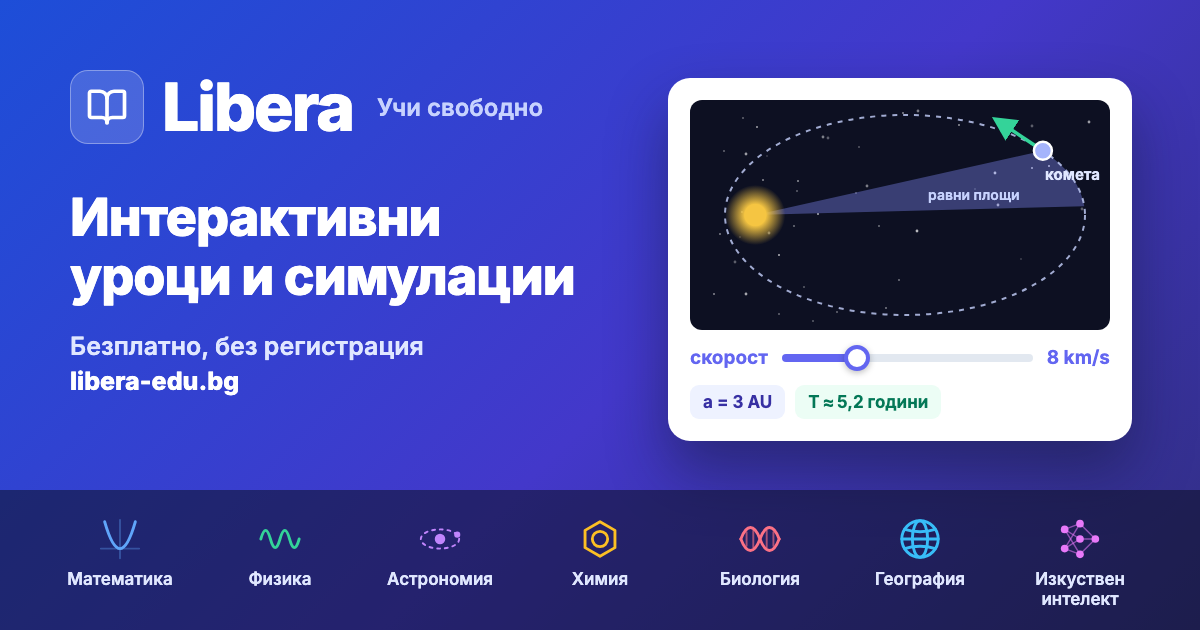 Libera
Учи свободно
Интерактивни
уроци и симулации
Безплатно, без регистрация
libera-edu.bg
комета
равни площи
скорост
8 km/s
a = 3 AU
T ≈ 5,2 години
Математика
Физика
Астрономия
Химия
Биология
География
Изкуствен
интелект